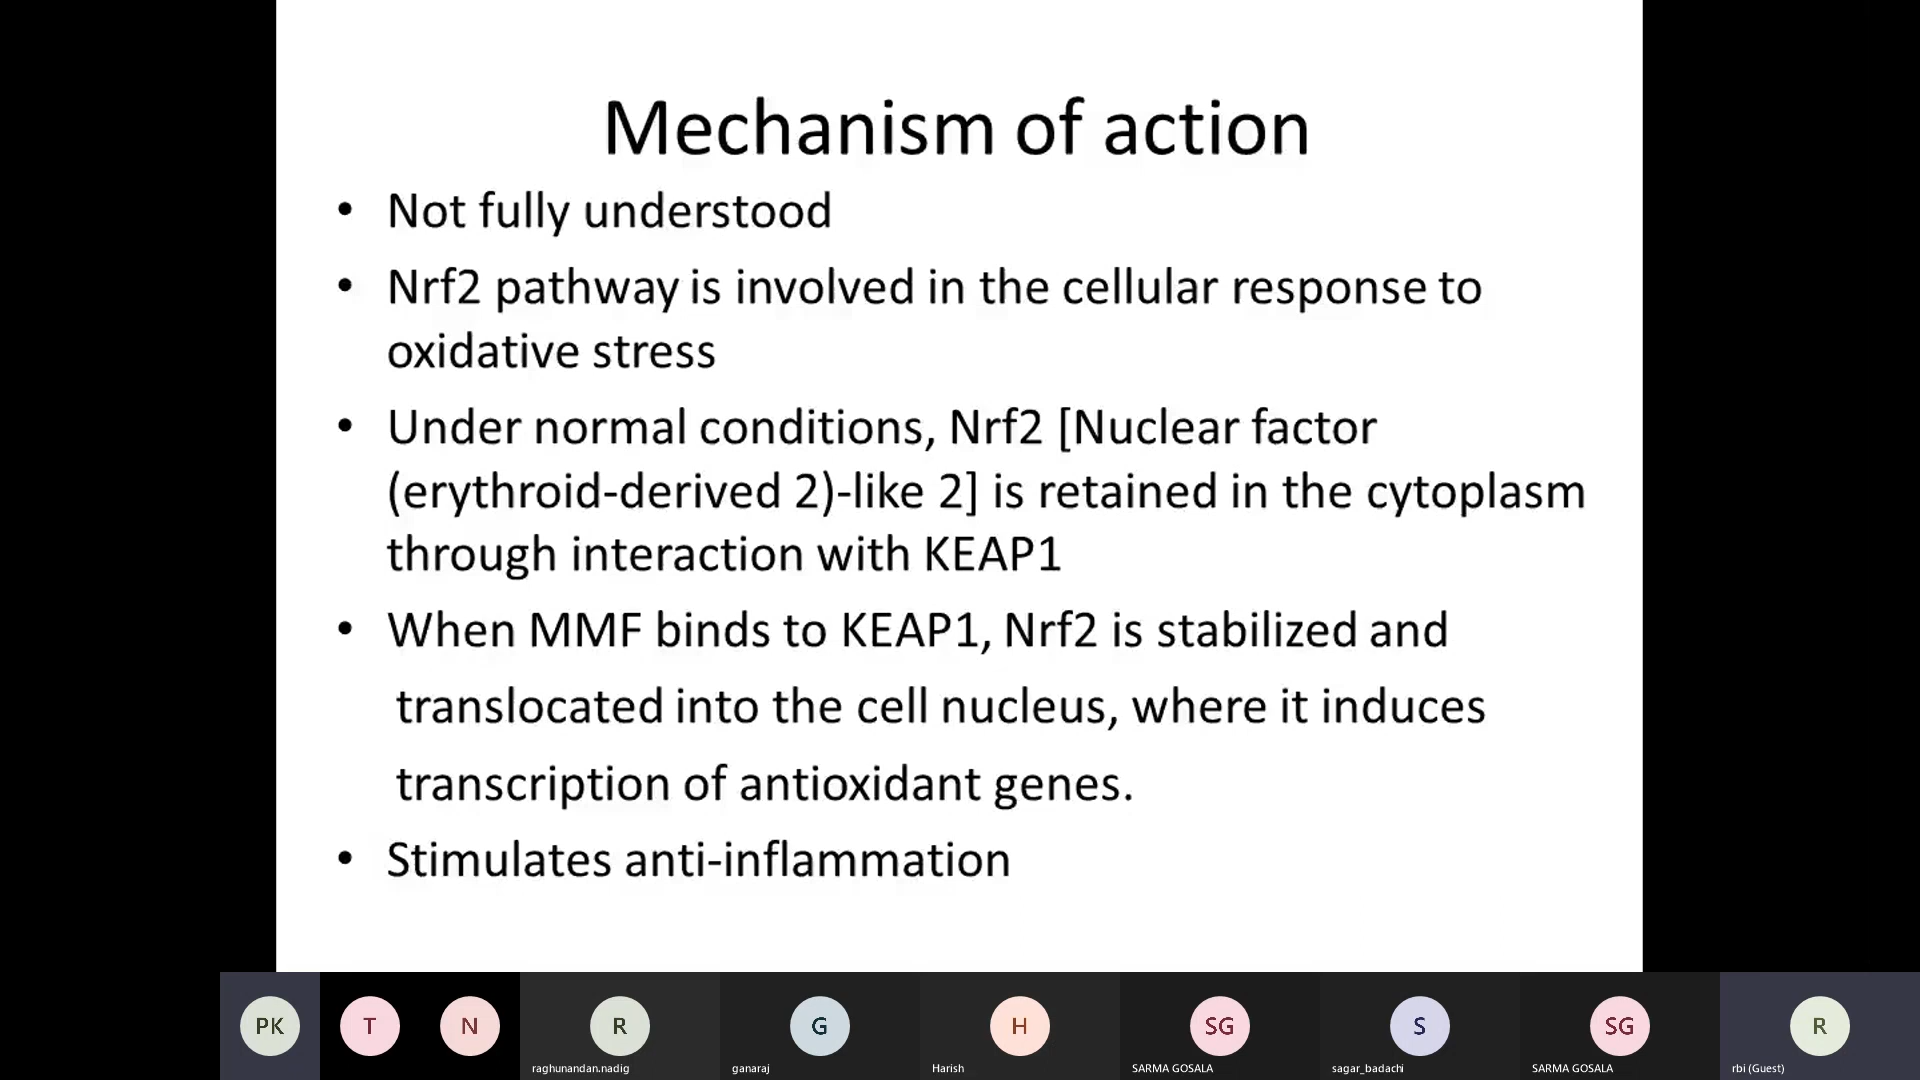 Mechanism of action
• Not fully understood
• Nrf2 pathway is involved in the cellular response to
oxidative stress
• Under normal conditions, Nrf2 [Nuclear factor
(erythroid-derived 2)-like 2] is retained in the cytoplasm
through interaction with KEAP1
• When MMF binds to KEAP1, Nrf2 is stabilized and
translocated into the cell nucleus, where it induces
transcription of antioxidant genes.
• Stimulates anti-inflammation
PK T N R G H SG S SG R
raghunandan.nadig ganaraj Harish SARMA GOSALA sagar_badachi SARMA GOSALA rbi (Guest)